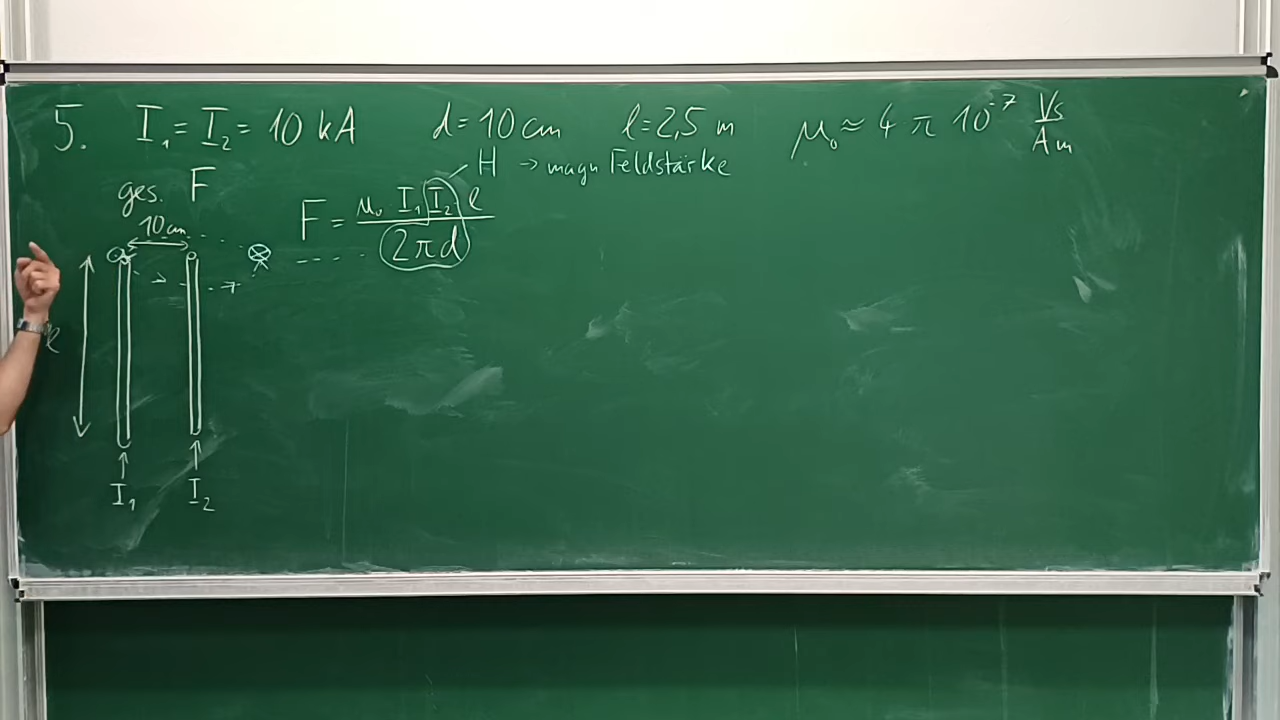 5. I₁ = I₂ = 10 kA d = 10 cm l = 2,5 m μ₀ ≈ 4 π 10⁻⁷ Vs/Am
H → magn Feldstärke
ges. F
F = μ₀ · I₁ I₂ l / 2πd
10 cm
l
I₁ I₂